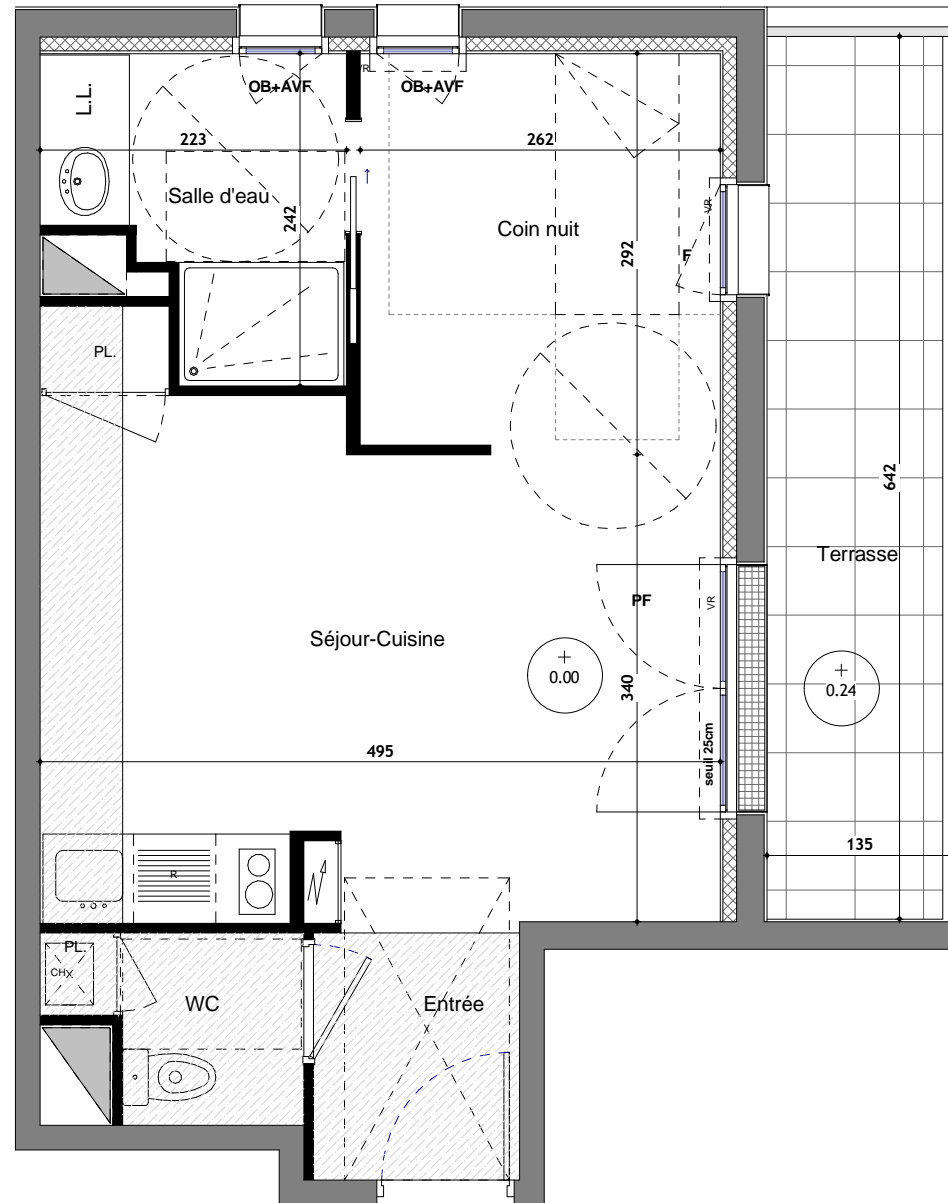 OB+AVF
VR
OB+AVF
L.L.
223
262
Salle d'eau
242
Coin nuit
292
VR
F
PL.
642
Terrasse
PF
VR
Séjour-Cuisine
0.00
340
0.24
seuil 25cm
495
135
R
PL.
CHX
WC
Entrée